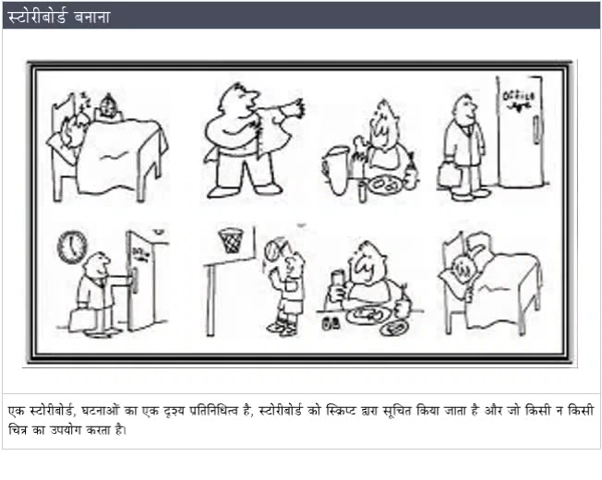 स्टोरीबोर्ड बनाना
OFFICE
एक स्टोरीबोर्ड, घटनाओं का एक दृश्य प्रतिनिधित्व है, स्टोरीबोर्ड को स्क्रिप्ट द्वारा सूचित किया जाता है और जो किसी न किसी
चित्र का उपयोग करता है।